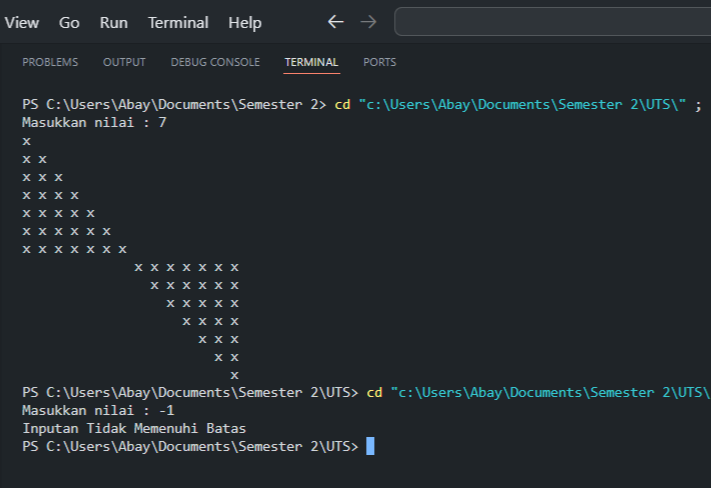 View Go Run Terminal Help ← →
PROBLEMS OUTPUT DEBUG CONSOLE TERMINAL PORTS
PS C:\Users\Abay\Documents\Semester 2> cd "c:\Users\Abay\Documents\Semester 2\UTS\" ;
Masukkan nilai : 7
x
x x
x x x
x x x x
x x x x x
x x x x x x
x x x x x x x
              x x x x x x x
                x x x x x x
                  x x x x x
                    x x x x
                      x x x
                        x x
                          x
PS C:\Users\Abay\Documents\Semester 2\UTS> cd "c:\Users\Abay\Documents\Semester 2\UTS\
Masukkan nilai : -1
Inputan Tidak Memenuhi Batas
PS C:\Users\Abay\Documents\Semester 2\UTS>